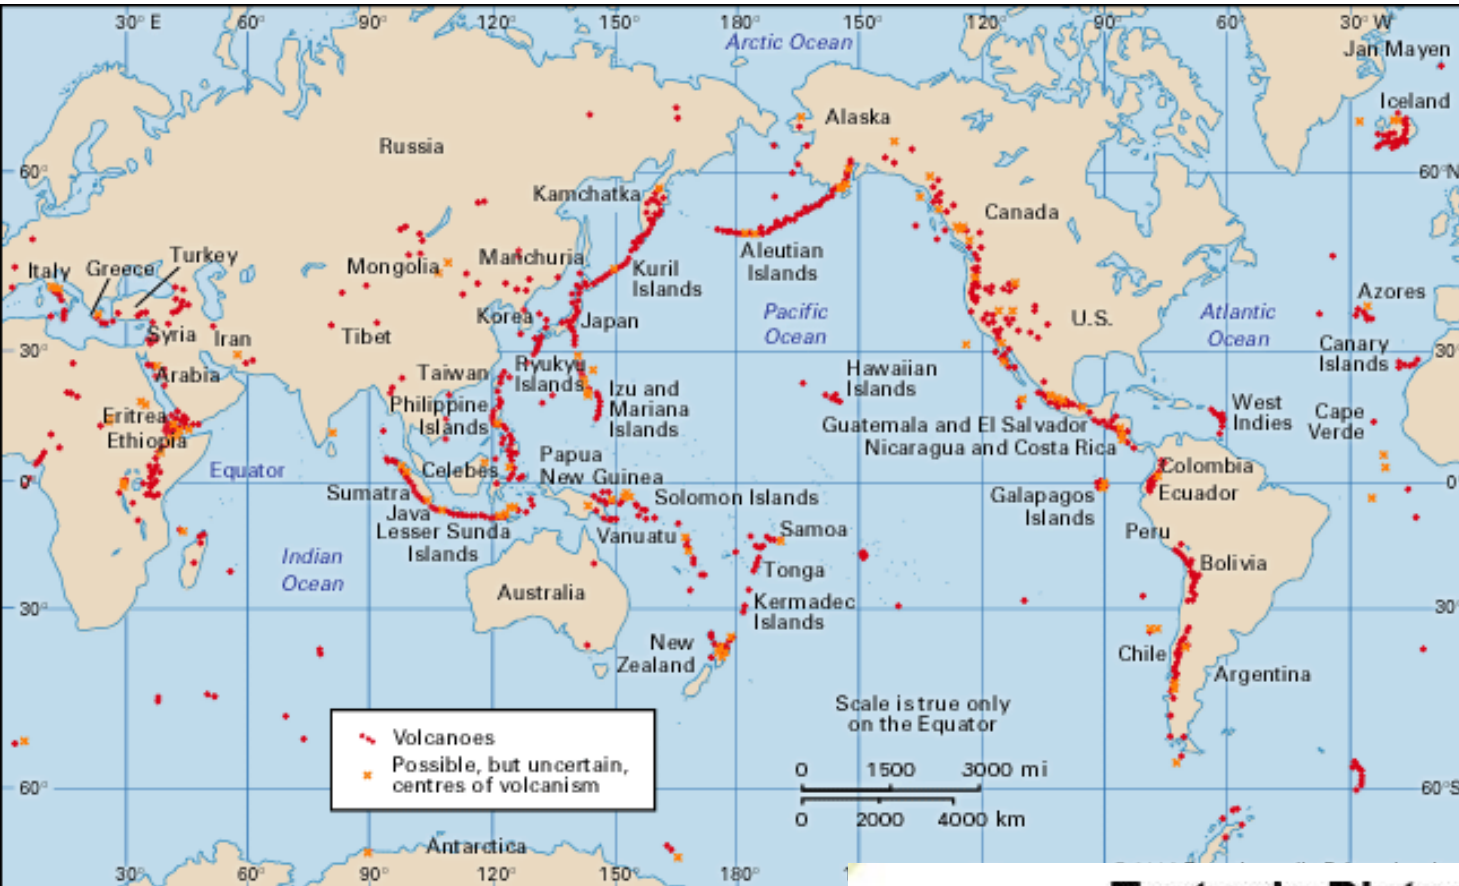 30° E 60° 90° 120° 150° 180° 150° 120° 90° 60° 30° W
Arctic Ocean
Jan Mayen
Iceland
Alaska
Russia
60° 60°N
Kamchatka
Canada
Turkey
Italy Greece
Mongolia
Manchuria
Aleutian
Islands
Kuril
Islands
Azores
Korea
Japan
Pacific
Ocean
U.S.
Atlantic
Ocean
Syria Iran
Tibet
30° 30°
Canary
Islands
Arabia
Taiwan
Ryukyu
Islands
Hawaiian
Islands
Izu and
Mariana
Islands
Philippine
Islands
West
Indies
Cape
Verde
Eritrea
Ethiopia
Guatemala and El Salvador
Nicaragua and Costa Rica
Equator
Celebes
Papua
New Guinea
Colombia
Ecuador
0° 0°
Sumatra
Java
Lesser Sunda
Islands
Solomon Islands
Galapagos
Islands
Vanuatu
Samoa
Peru
Indian
Ocean
Tonga
Bolivia
Australia
Kermadec
Islands
30° 30°
New
Zealand
Chile
Argentina
Scale is true only
on the Equator
0 1500 3000 mi
0 2000 4000 km
Volcanoes
Possible, but uncertain,
centres of volcanism
60° 60°S
Antarctica
30° 60° 90° 120° 150° 180°